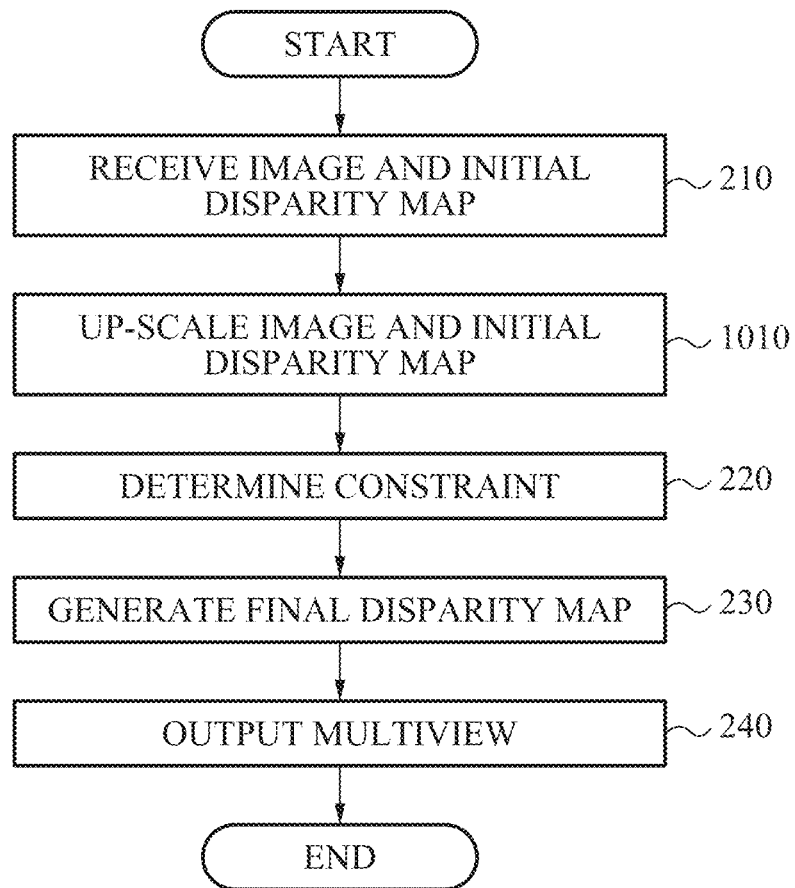 START
RECEIVE IMAGE AND INITIAL
DISPARITY MAP
210
UP-SCALE IMAGE AND INITIAL
DISPARITY MAP
1010
DETERMINE CONSTRAINT
220
GENERATE FINAL DISPARITY MAP
230
OUTPUT MULTIVIEW
240
END